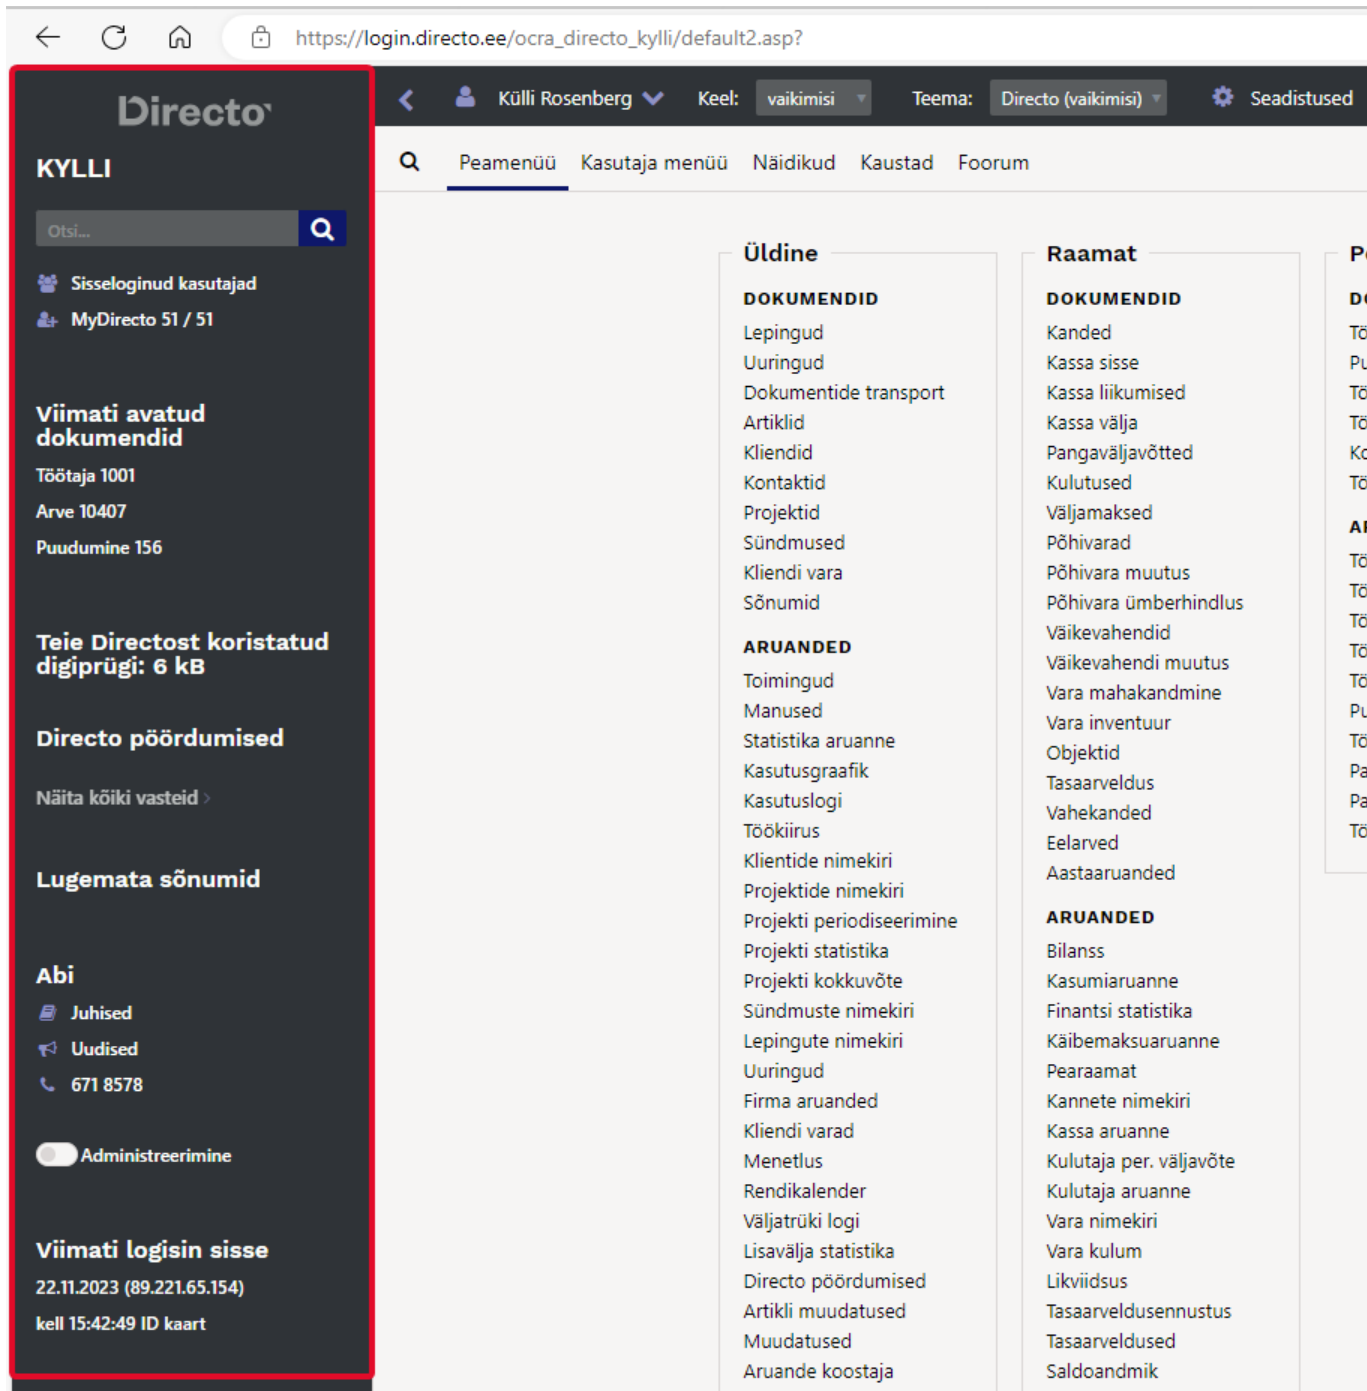 https://login.directo.ee/ocra_directo_kylli/default2.asp?
Directo
KYLLI
Otsi...
Sisseloginud kasutajad
MyDirecto 51 / 51
Viimati avatud
dokumendid
Töötaja 1001
Arve 10407
Puudumine 156
Teie Directost koristatud
digiprügi: 6 kB
Directo pöördumised
Näita kõiki vasteid >
Lugemata sõnumid
Abi
Juhised
Uudised
671 8578
Administreerimine
Viimati logisin sisse
22.11.2023 (89.221.65.154)
kell 15:42:49 ID kaart
Külli Rosenberg Keel: vaikimisi Teema: Directo (vaikimisi) Seadistused
Peamenüü Kasutaja menüü Näidikud Kaustad Foorum
Üldine
DOKUMENDID
Lepingud
Uuringud
Dokumentide transport
Artiklid
Kliendid
Kontaktid
Projektid
Sündmused
Kliendi vara
Sõnumid
ARUANDED
Toimingud
Manused
Statistika aruanne
Kasutusgraafik
Kasutuslogi
Töökiirus
Klientide nimekiri
Projektide nimekiri
Projekti periodiseerimine
Projekti statistika
Projekti kokkuvõte
Sündmuste nimekiri
Lepingute nimekiri
Uuringud
Firma aruanded
Kliendi varad
Menetlus
Rendikalender
Väljatrüki logi
Lisavälja statistika
Directo pöördumised
Artikli muudatused
Muudatused
Aruande koostaja
Raamat
DOKUMENDID
Kanded
Kassa sisse
Kassa liikumised
Kassa välja
Pangaväljavõtted
Kulutused
Väljamaksed
Põhivarad
Põhivara muutus
Põhivara ümberhindlus
Väikevahendid
Väikevahendi muutus
Vara mahakandmine
Vara inventuur
Objektid
Tasaarveldus
Vahekanded
Eelarved
Aastaaruanded
ARUANDED
Bilanss
Kasumiaruanne
Finantsi statistika
Käibemaksuaruanne
Pearaamat
Kannete nimekiri
Kassa aruanne
Kulutaja per. väljavõte
Kulutaja aruanne
Vara nimekiri
Vara kulum
Likviidsus
Tasaarveldusennustus
Tasaarveldused
Saldoandmik